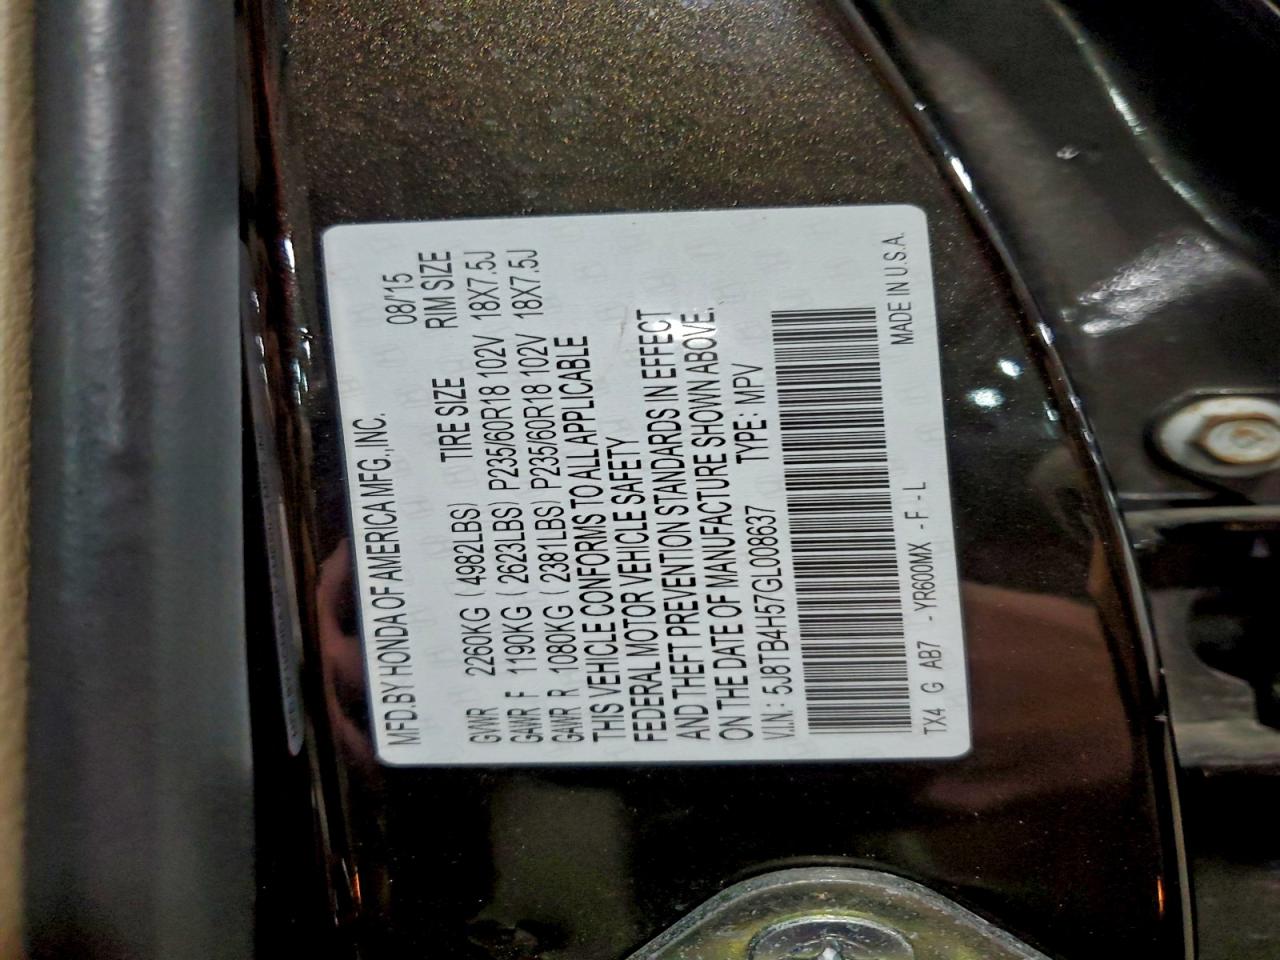 MFD.BY HONDA OF AMERICA MFG.,INC. 08/15
TIRE SIZE RIM SIZE
GVWR 2260KG ( 4982LBS)
GAWR F 1190KG ( 2623LBS) P235/60R18 102V 18X7.5J
GAWR R 1080KG ( 2381LBS) P235/60R18 102V 18X7.5J
THIS VEHICLE CONFORMS TO ALL APPLICABLE
FEDERAL MOTOR VEHICLE SAFETY
AND THEFT PREVENTION STANDARDS IN EFFECT
ON THE DATE OF MANUFACTURE SHOWN ABOVE.
V.I.N.: 5J8TB4H57GL008637 TYPE: MPV
TX4 G AB7 -YR600MX -F-L MADE IN U.S.A.